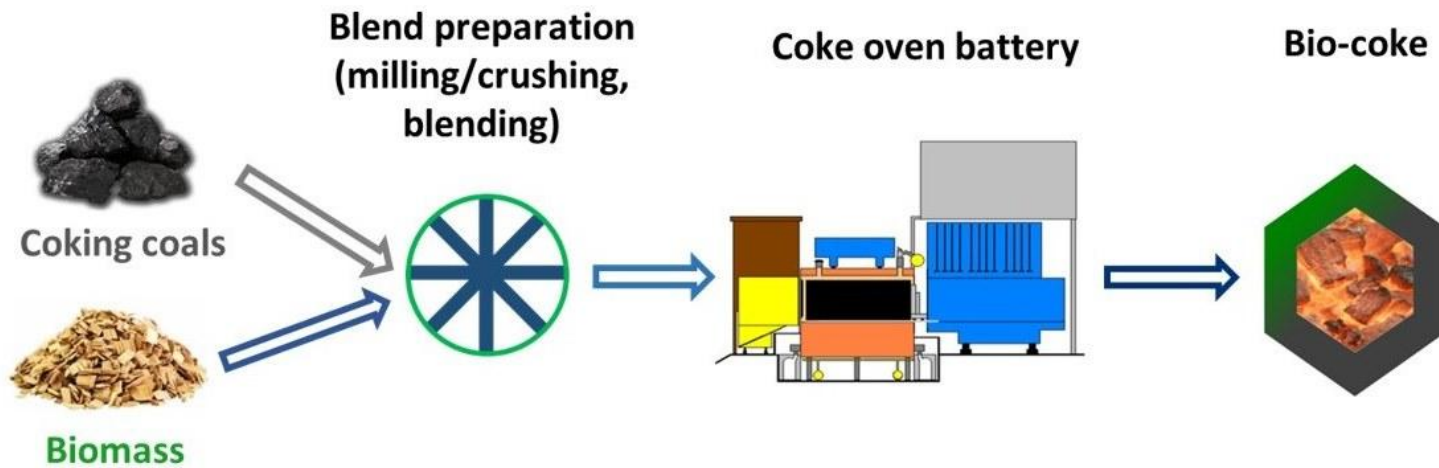 Blend preparation
(milling/crushing,
blending)
Coke oven battery
Bio-coke
Coking coals
Biomass